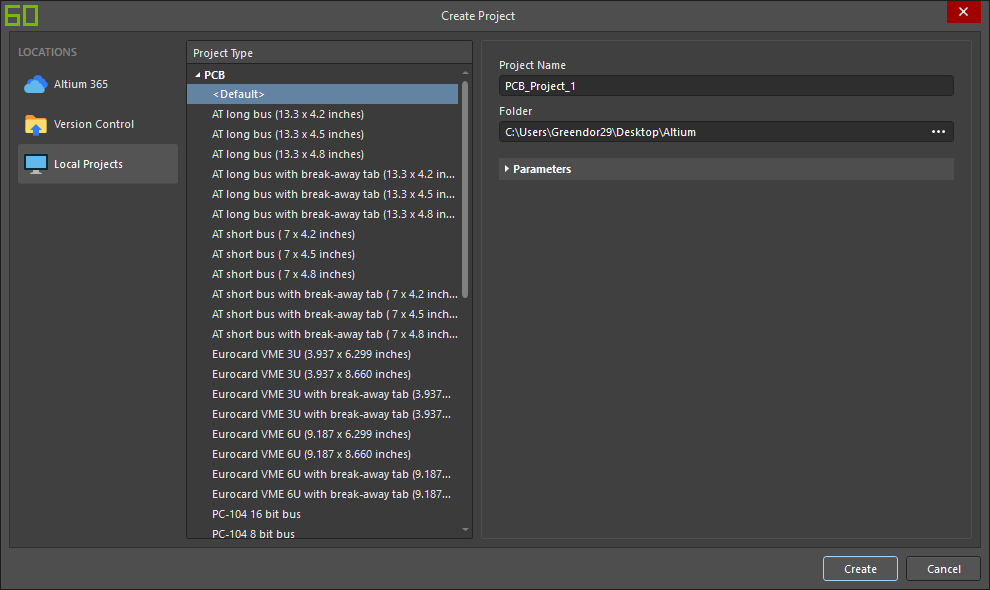 60
Create Project
LOCATIONS
Altium 365
Version Control
Local Projects
Project Type
PCB
<Default>
AT long bus (13.3 x 4.2 inches)
AT long bus (13.3 x 4.5 inches)
AT long bus (13.3 x 4.8 inches)
AT long bus with break-away tab (13.3 x 4.2 in...
AT long bus with break-away tab (13.3 x 4.5 in...
AT long bus with break-away tab (13.3 x 4.8 in...
AT short bus ( 7 x 4.2 inches)
AT short bus ( 7 x 4.5 inches)
AT short bus ( 7 x 4.8 inches)
AT short bus with break-away tab ( 7 x 4.2 inch...
AT short bus with break-away tab ( 7 x 4.5 inch...
AT short bus with break-away tab ( 7 x 4.8 inch...
Eurocard VME 3U (3.937 x 6.299 inches)
Eurocard VME 3U (3.937 x 8.660 inches)
Eurocard VME 3U with break-away tab (3.937...
Eurocard VME 3U with break-away tab (3.937...
Eurocard VME 6U (9.187 x 6.299 inches)
Eurocard VME 6U (9.187 x 8.660 inches)
Eurocard VME 6U with break-away tab (9.187...
Eurocard VME 6U with break-away tab (9.187...
PC-104 16 bit bus
PC-104 8 bit bus
Project Name
PCB_Project_1
Folder
C:\Users\Greendor29\Desktop\Altium
Parameters
Create
Cancel